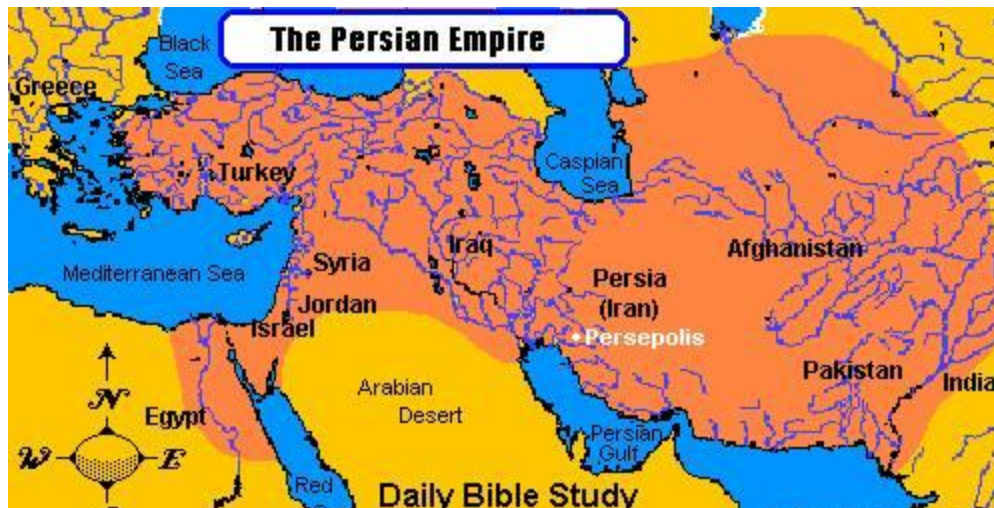 The Persian Empire
Black
Sea
Greece
Caspian
Sea
Turkey
Iraq
Afghanistan
Mediterranean Sea
Syria
Persia
(Iran)
Jordan
Israel
Persepolis
Pakistan
India
Arabian
Desert
Egypt
N
W
E
Persian
Gulf
Red
Daily Bible Study